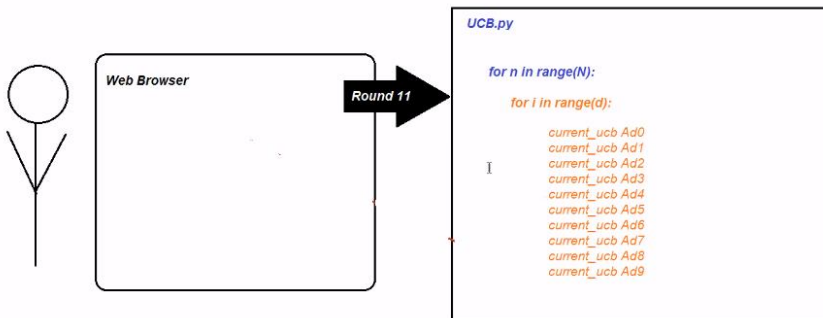 Web Browser
Round 11
UCB.py
for n in range(N):
for i in range(d):
current_ucb Ad0
current_ucb Ad1
current_ucb Ad2
current_ucb Ad3
current_ucb Ad4
current_ucb Ad5
current_ucb Ad6
current_ucb Ad7
current_ucb Ad8
current_ucb Ad9